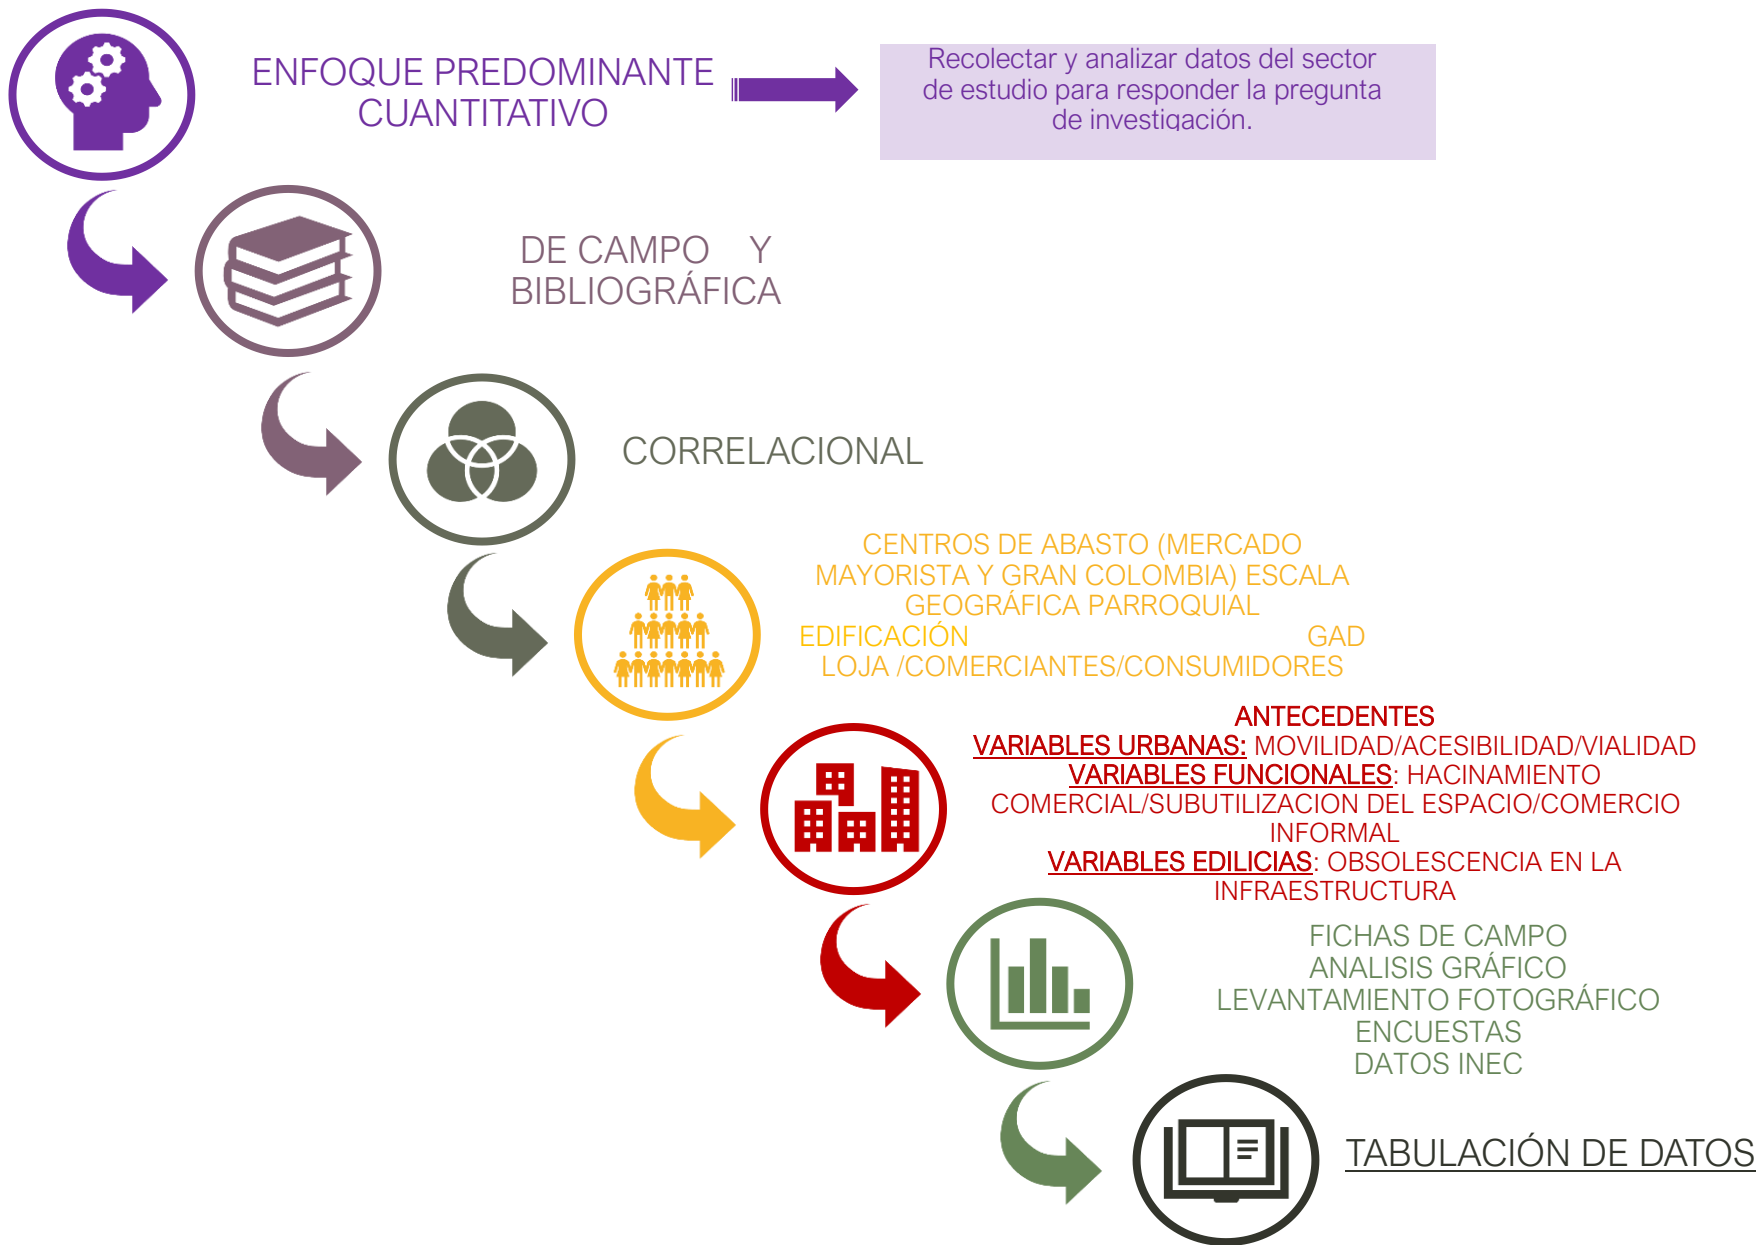 ENFOQUE PREDOMINANTE
CUANTITATIVO
Recolectar y analizar datos del sector
de estudio para responder la pregunta
de investigación.
DE CAMPO Y
BIBLIOGRÁFICA
CORRELACIONAL
CENTROS DE ABASTO (MERCADO
MAYORISTA Y GRAN COLOMBIA) ESCALA
GEOGRÁFICA PARROQUIAL
EDIFICACIÓN GAD
LOJA /COMERCIANTES/CONSUMIDORES
ANTECEDENTES
VARIABLES URBANAS: MOVILIDAD/ACESIBILIDAD/VIALIDAD
VARIABLES FUNCIONALES: HACINAMIENTO
COMERCIAL/SUBUTILIZACION DEL ESPACIO/COMERCIO
INFORMAL
VARIABLES EDILICIAS: OBSOLESCENCIA EN LA
INFRAESTRUCTURA
FICHAS DE CAMPO
ANALISIS GRÁFICO
LEVANTAMIENTO FOTOGRÁFICO
ENCUESTAS
DATOS INEC
TABULACIÓN DE DATOS